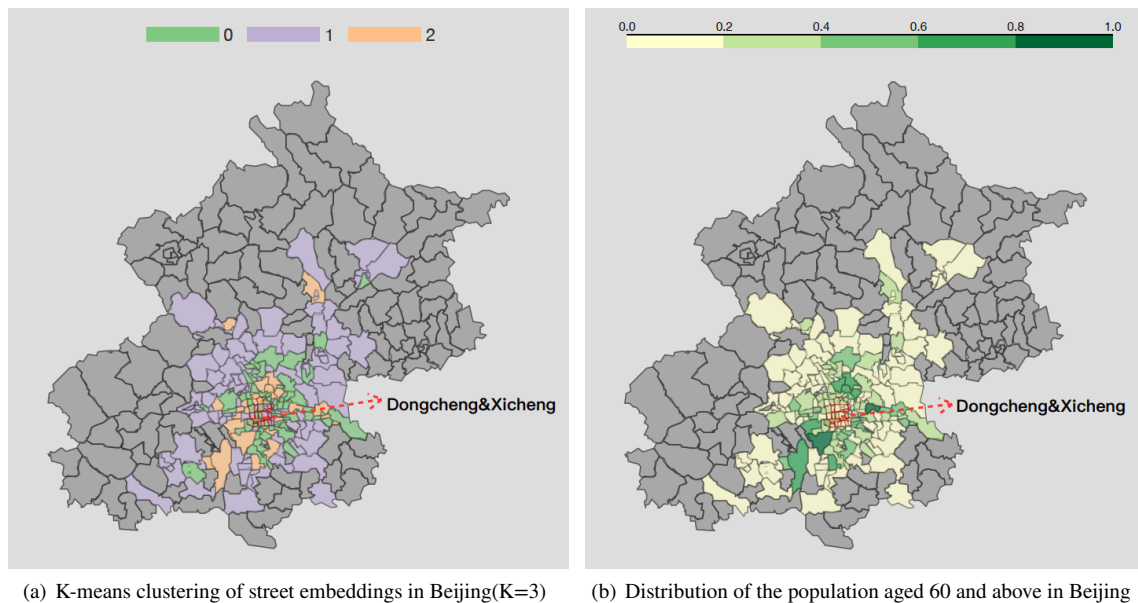 0 1 2
Dongcheng&Xicheng
(a) K-means clustering of street embeddings in Beijing(K=3)
0.0 0.2 0.4 0.6 0.8 1.0
Dongcheng&Xicheng
(b) Distribution of the population aged 60 and above in Beijing